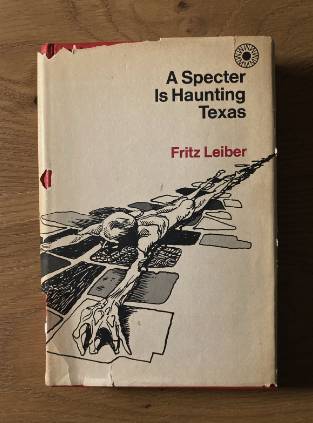 A Specter
Is Haunting
Texas
Fritz Leiber